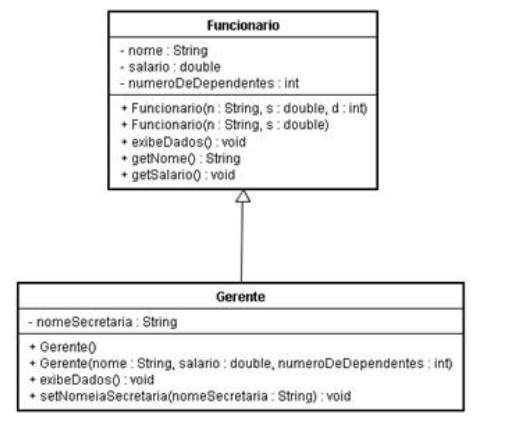 Funcionario
- nome : String
- salario : double
- numeroDeDependentes : int
+ Funcionario(n : String, s : double, d : int)
+ Funcionario(n : String, s : double)
+ exibeDados() : void
+ getNome() : String
+ getSalario() : void
Gerente
- nomeSecretaria : String
+ Gerente()
+ Gerente(nome : String, salario : double, numeroDeDependentes : int)
+ exibeDados() : void
+ setNomeiaSecretaria(nomeSecretaria : String) : void